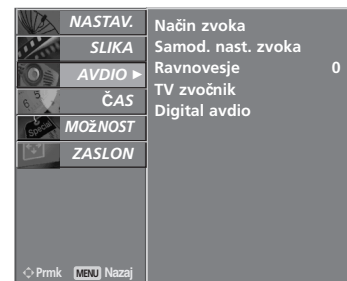 NASTAV.
SLIKA
AVDIO ►
ČAS
MOŽNOST
ZASLON
Način zvoka
Samod. nast. zvoka
Ravnovesje 0
TV zvočnik
Digital avdio
Prmk MENU Nazaj